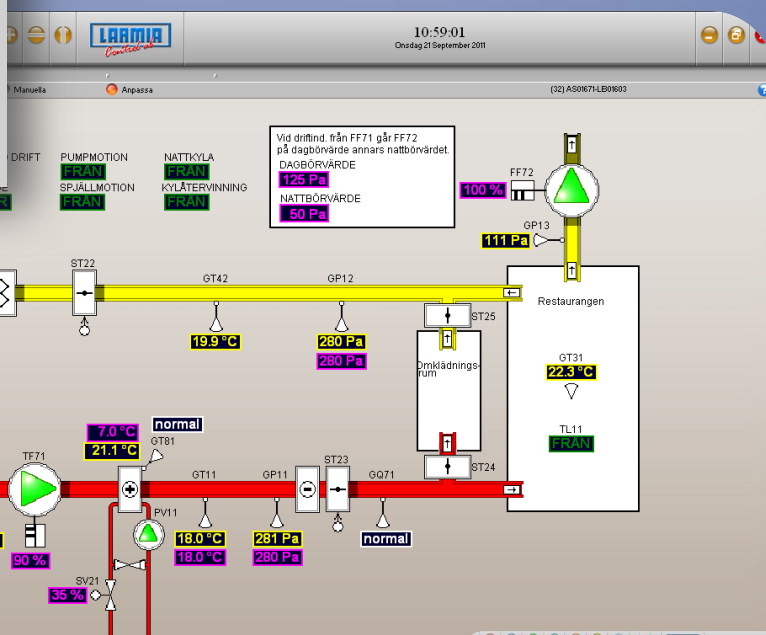 LARMIA
Control ab
10:59:01
Onsdag 21 September 2011
Manuella
Anpassa
(32) AS01671-LB01603
DRIFT
PUMPMOTION
FRÅN
NATTKYLA
FRÅN
SPJÄLLMOTION
FRÅN
KYLÅTERVINNING
FRÅN
Vid driftind. från FF71 går FF72
på dagbörvärde annars nattbörvärdet.
DAGBÖRVÄRDE
125 Pa
NATTBÖRVÄRDE
50 Pa
FF72
100 %
GP13
111 Pa
ST22
GT42
19.9 °C
GP12
280 Pa
280 Pa
ST25
Restaurangen
Omklädnings-
rum
GT31
22.3 °C
TL11
FRÅN
ST24
7.0 °C
21.1 °C
normal
GT81
TF71
90 %
PV11
GT11
18.0 °C
18.0 °C
GP11
281 Pa
280 Pa
ST23
GQ71
normal
SV21
35 %